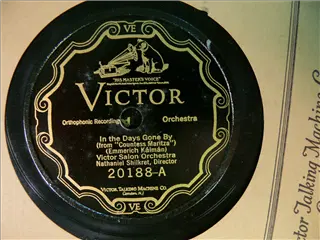 VE
"HIS MASTER'S VOICE"
VICTOR
Orthophonic Recording
Orchestra
In the Days Gone By
(from "Countess Maritza")
(Emmerich Kálmán)
Victor Salon Orchestra
Nathaniel Shilkret, Director
20188-A
VICTOR TALKING MACHINE CO.
Camden, N.J.
VE
Victor Talking Machine Co